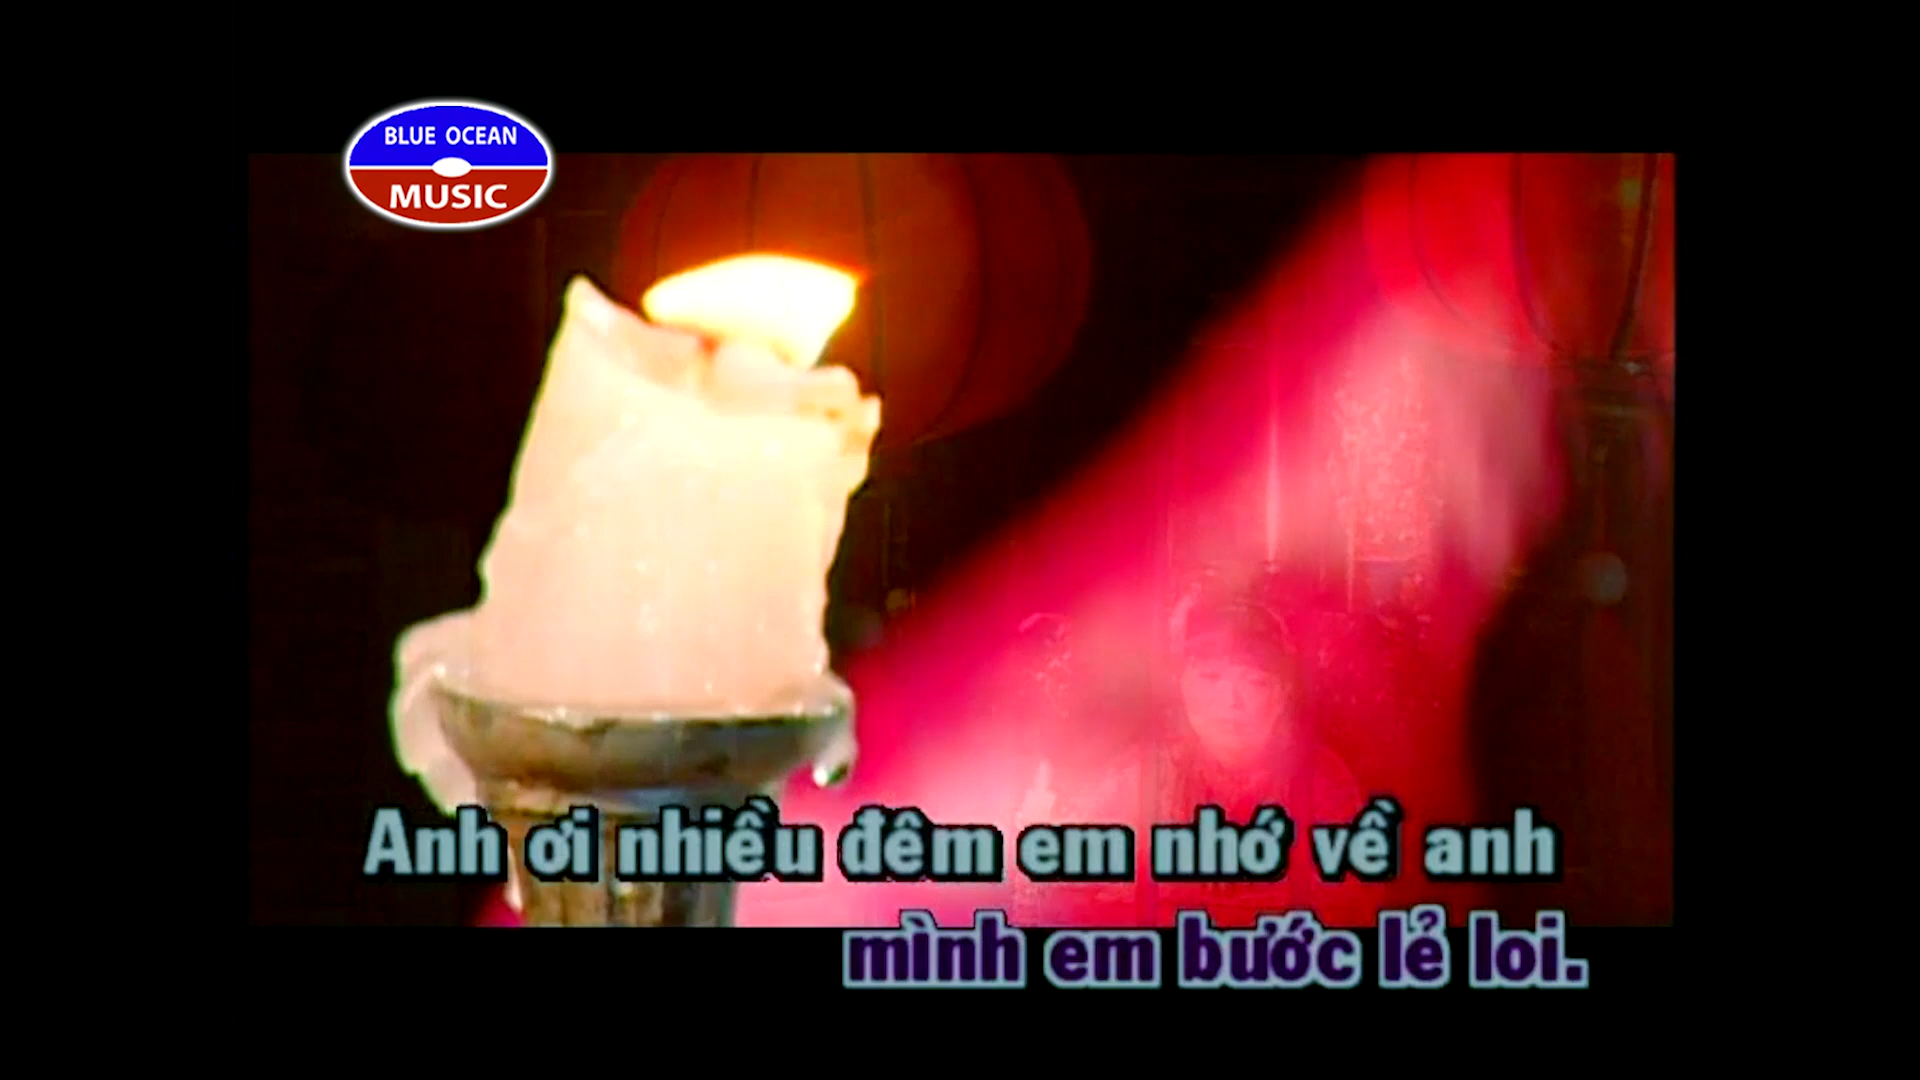 BLUE OCEAN
MUSIC
Anh ơi nhiều đêm em nhớ về anh
mình em bước lẻ loi.